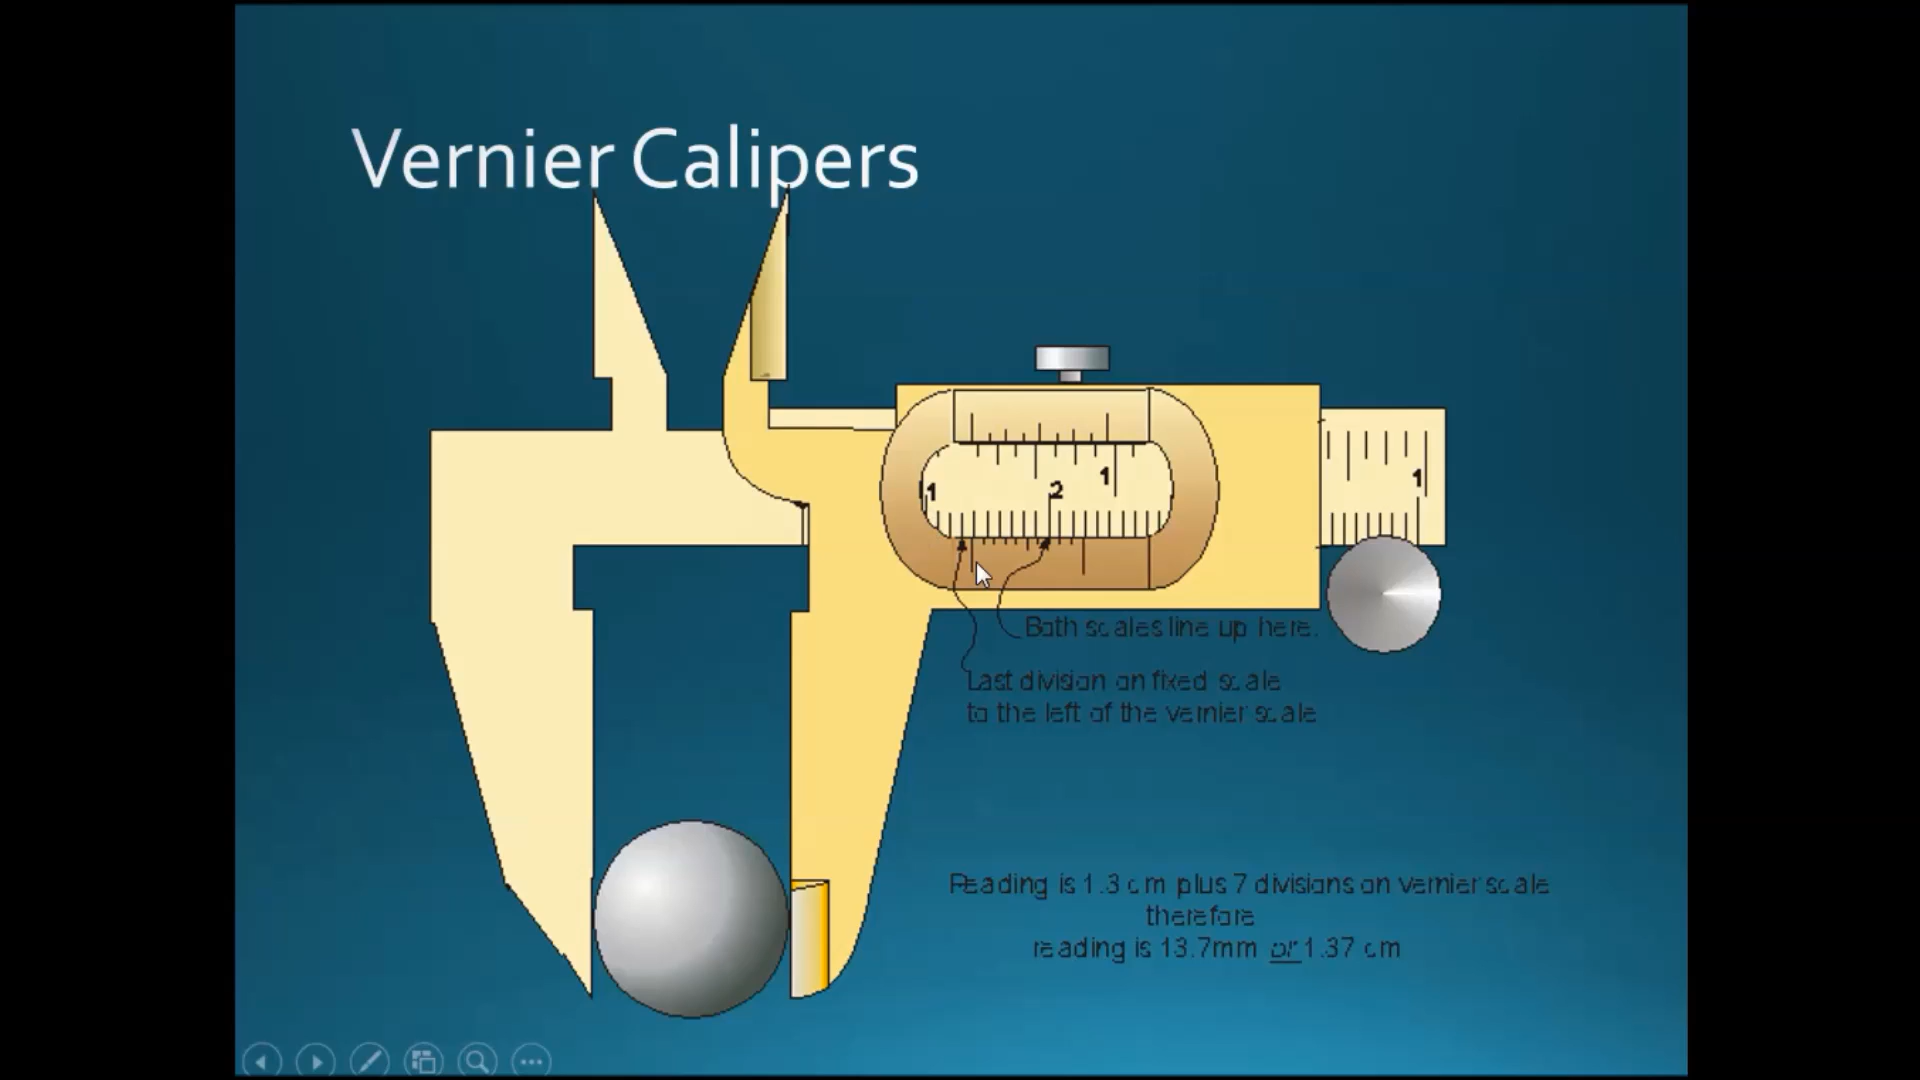 Vernier Calipers
1 2 1
1
Both scales line up here.
Last division on fixed scale
to the left of the vernier scale
Reading is 1.3 cm plus 7 divisions on vernier scale
therefore
reading is 13.7mm or 1.37 cm